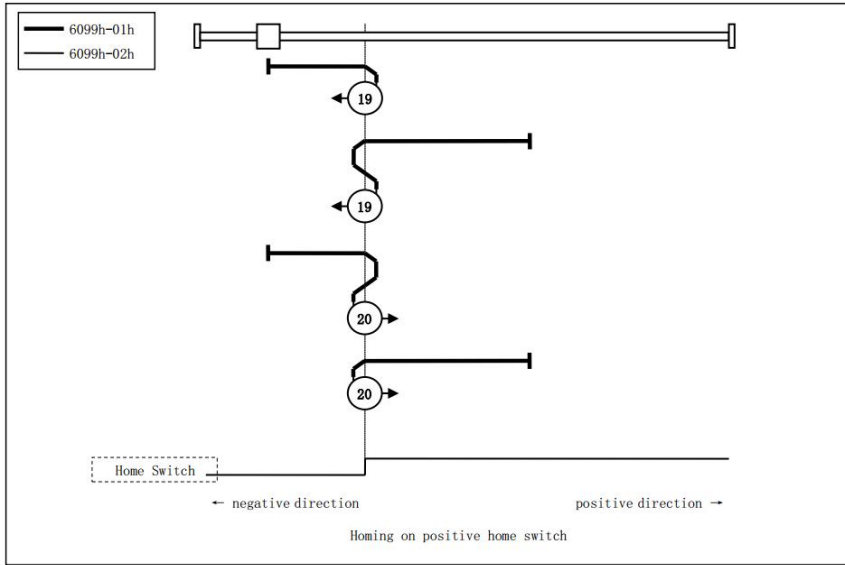 6099h-01h
6099h-02h
19
19
20
20
Home Switch
← negative direction
positive direction →
Homing on positive home switch